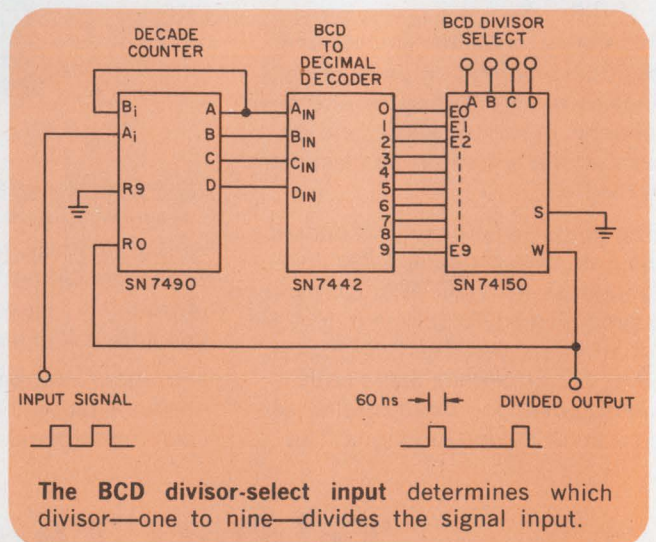 DECADE
COUNTER
BCD
TO
DECIMAL
DECODER
BCD DIVISOR
SELECT
A B C D
Bi
Ai
R9
R0
A
B
C
D
SN7490
AIN
BIN
CIN
DIN
0
1
2
3
4
5
6
7
8
9
SN7442
E0
E1
E2
E9
S
W
SN74150
INPUT SIGNAL
60 ns
DIVIDED OUTPUT
The BCD divisor-select input determines which
divisor—one to nine—divides the signal input.